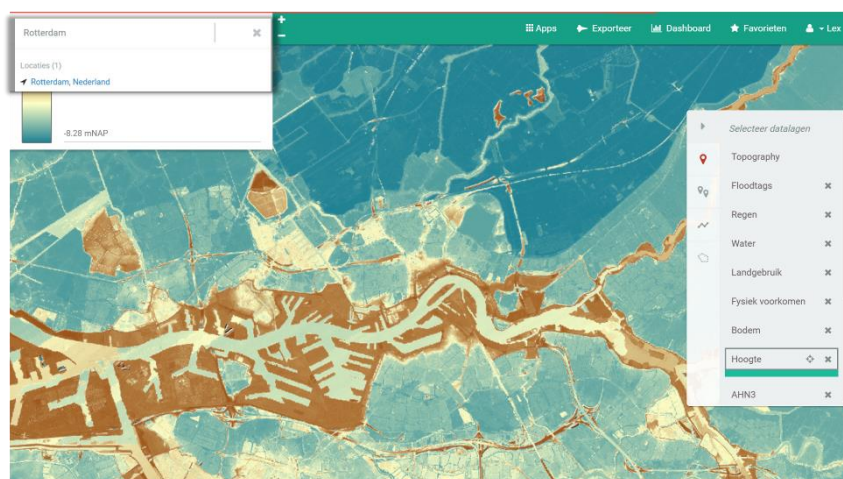 Rotterdam
Locaties (1)
Rotterdam, Nederland
-8.28 mNAP
Apps
Exporteer
Dashboard
Favorieten
Lex
Selecteer datalagen
Topography
Floodtags
Regen
Water
Landgebruik
Fysiek voorkomen
Bodem
Hoogte
AHN3